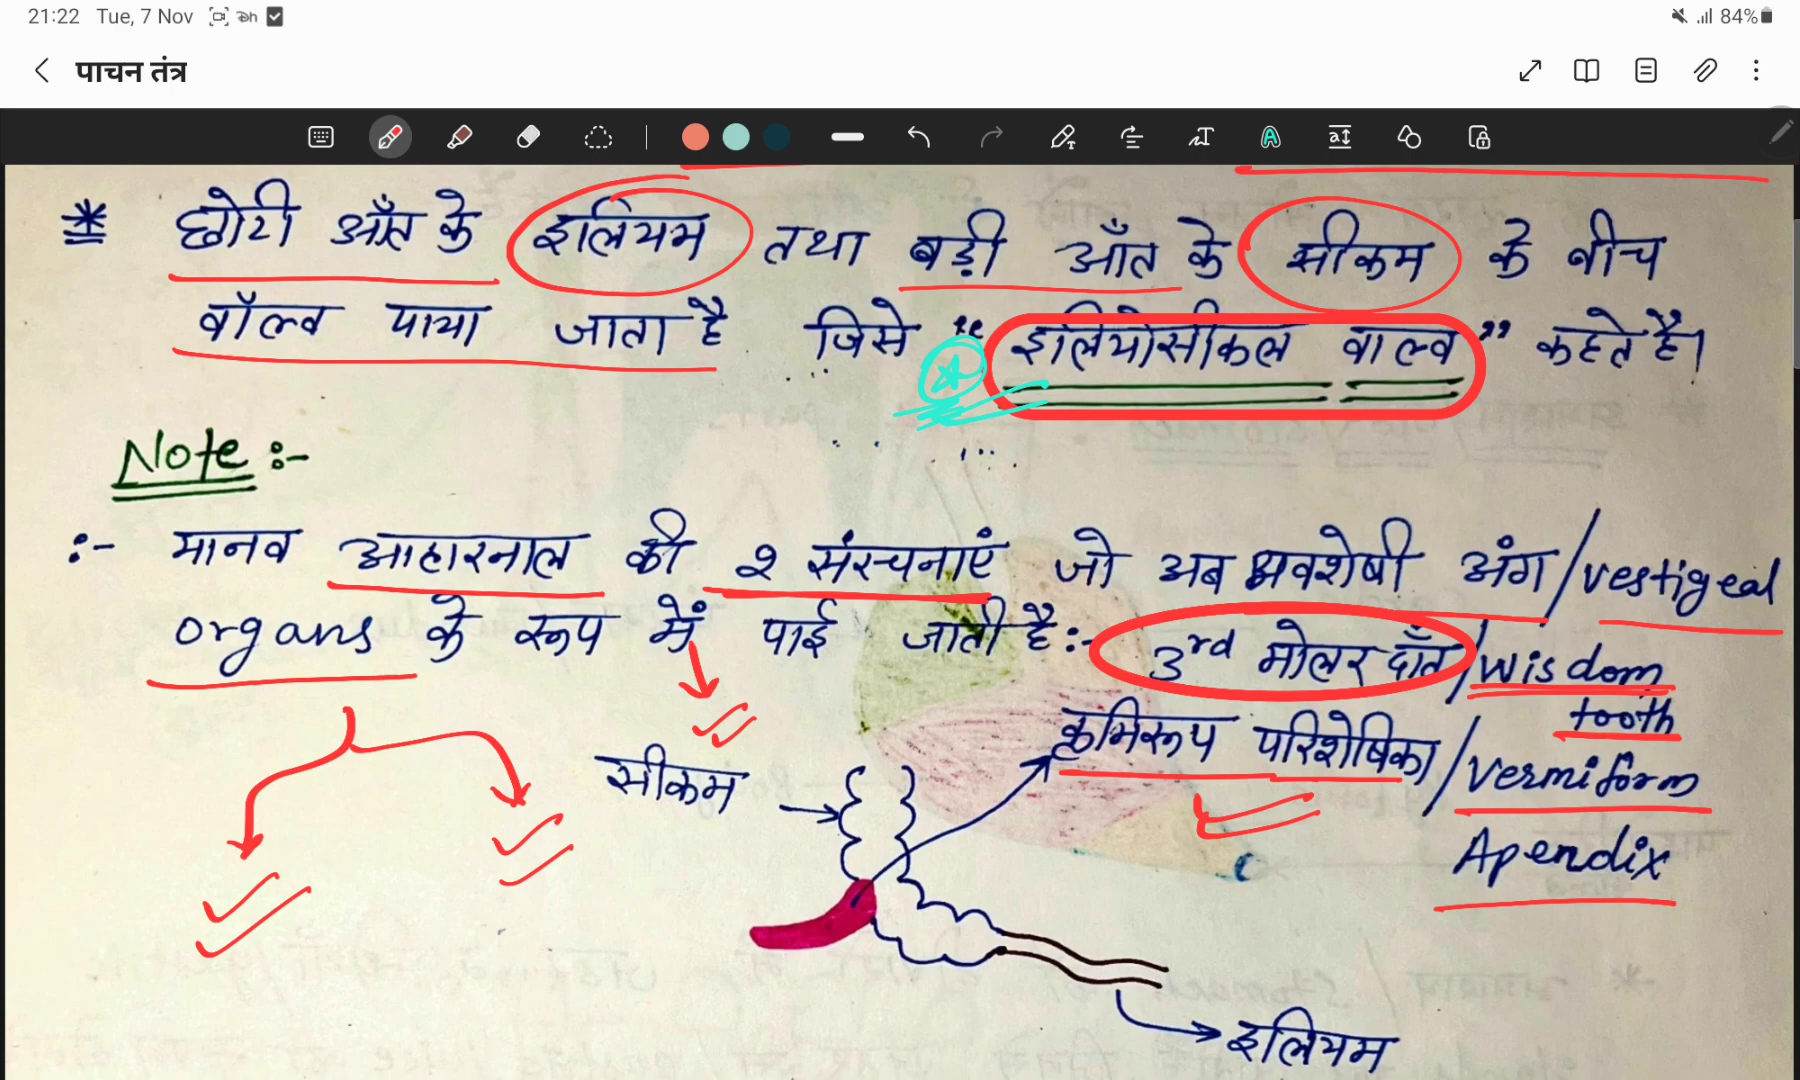 21:22 Tue, 7 Nov
84%
पाचन तंत्र
* छोटी आँत के इलियम तथा बड़ी आँत के सीकम के बीच
वॉल्व पाया जाता है जिसे "इलियोसीकल वाल्व" कहते है।
Note :-
:- मानव आहारनाल की २ संरचनाएं जो अब अवशेषी अंग/vestigeal
organs के रूप में पाई जाती है:- 3rd मोलर दाँत/wisdom
tooth
कृमिरूप परिशेषिका/vermiform
Apendix
सीकम
इलियम